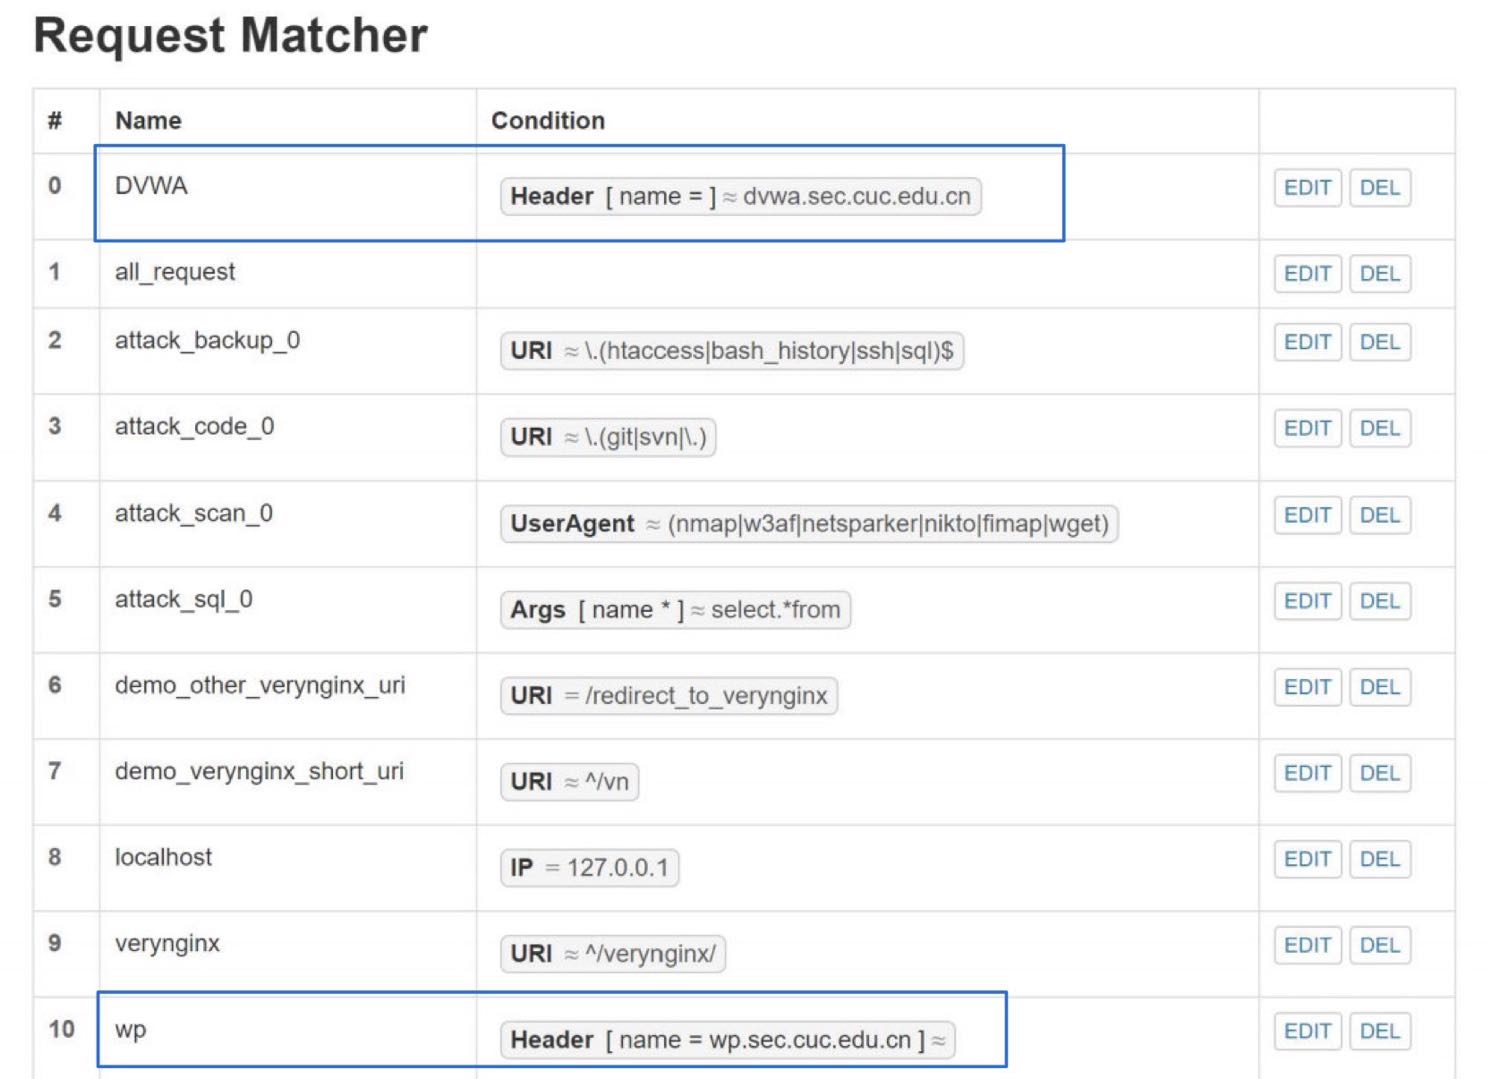 Request Matcher
# Name Condition
0 DVWA Header [ name = ] ≈ dvwa.sec.cuc.edu.cn EDIT DEL
1 all_request EDIT DEL
2 attack_backup_0 URI ≈ \.(htaccess|bash_history|ssh|sql)$ EDIT DEL
3 attack_code_0 URI ≈ \.(git|svn|\.) EDIT DEL
4 attack_scan_0 UserAgent ≈ (nmap|w3af|netsparker|nikto|fimap|wget) EDIT DEL
5 attack_sql_0 Args [ name * ] ≈ select.*from EDIT DEL
6 demo_other_verynginx_uri URI = /redirect_to_verynginx EDIT DEL
7 demo_verynginx_short_uri URI ≈ ^/vn EDIT DEL
8 localhost IP = 127.0.0.1 EDIT DEL
9 verynginx URI ≈ ^/verynginx/ EDIT DEL
10 wp Header [ name = wp.sec.cuc.edu.cn ] ≈ EDIT DEL